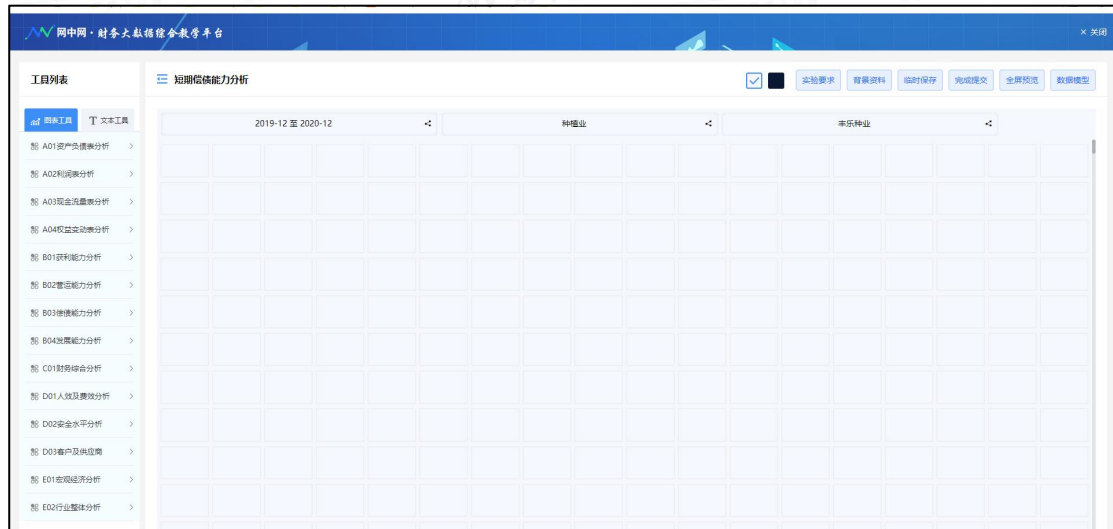 网中网·财务大数据综合教学平台
× 关闭
工具列表
短期偿债能力分析
实验要求
背景资料
临时保存
完成提交
全屏预览
数据模型
图表工具
T 文本工具
2019-12 至 2020-12
种植业
丰乐种业
A01资产负债表分析
A02利润表分析
A03现金流量表分析
A04权益变动表分析
B01获利能力分析
B02营运能力分析
B03偿债能力分析
B04发展能力分析
C01财务综合分析
D01人效及费效分析
D02安全水平分析
D03客户及供应商
E01宏观经济分析
E02行业整体分析